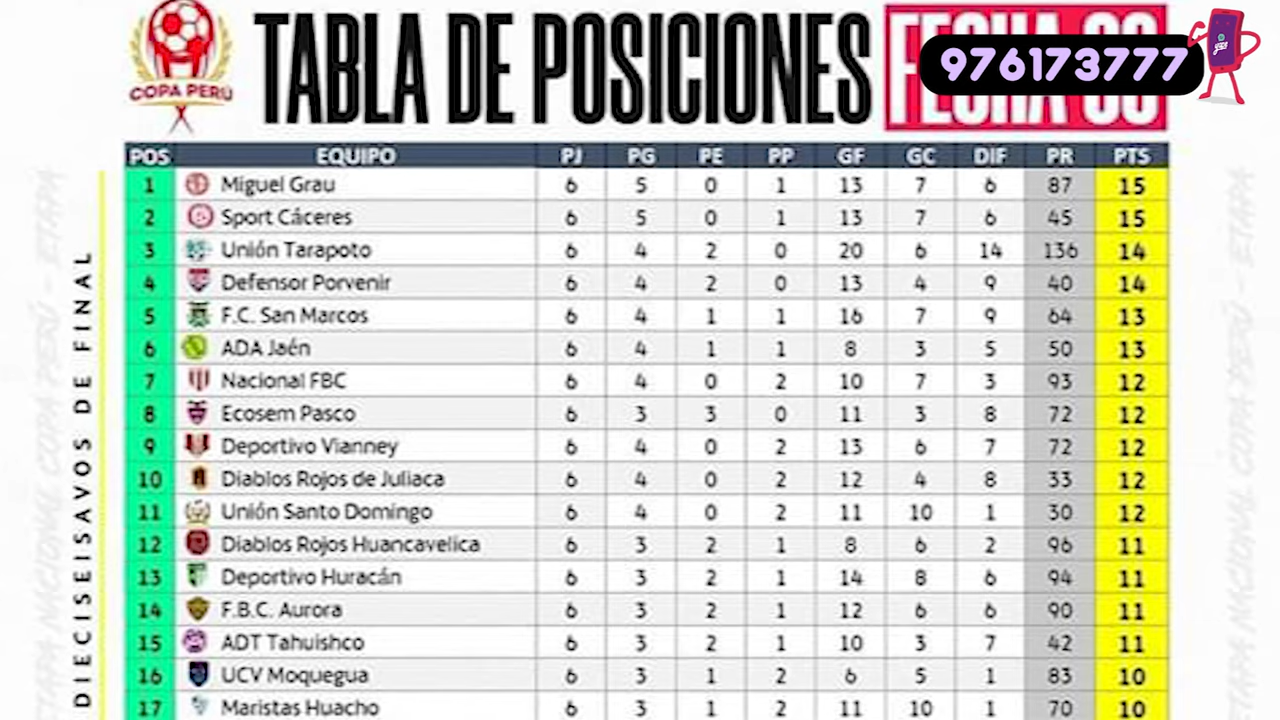 COPA PERÚ
TABLA DE POSICIONES
976173777
POS EQUIPO PJ PG PE PP GF GC DIF PR PTS
1 Miguel Grau 6 5 0 1 13 7 6 87 15
2 Sport Cáceres 6 5 0 1 13 7 6 45 15
3 Unión Tarapoto 6 4 2 0 20 6 14 136 14
4 Defensor Porvenir 6 4 2 0 13 4 9 40 14
5 F.C. San Marcos 6 4 1 1 16 7 9 64 13
6 ADA Jaén 6 4 1 1 8 3 5 50 13
7 Nacional FBC 6 4 0 2 10 7 3 93 12
8 Ecosem Pasco 6 3 3 0 11 3 8 72 12
9 Deportivo Vianney 6 4 0 2 13 6 7 72 12
10 Diablos Rojos de Juliaca 6 4 0 2 12 4 8 33 12
11 Unión Santo Domingo 6 4 0 2 11 10 1 30 12
12 Diablos Rojos Huancavelica 6 3 2 1 8 6 2 96 11
13 Deportivo Huracán 6 3 2 1 14 8 6 94 11
14 F.B.C. Aurora 6 3 2 1 12 6 6 90 11
15 ADT Tahuishco 6 3 2 1 10 3 7 42 11
16 UCV Moquegua 6 3 1 2 6 5 1 83 10
17 Maristas Huacho 6 3 1 2 11 10 1 70 10
DIECISEISAVOS DE FINAL
ETAPA NACIONAL COPA PERÚ - ETAPA
ETAPA NACIONAL COPA PERÚ - ETAPA